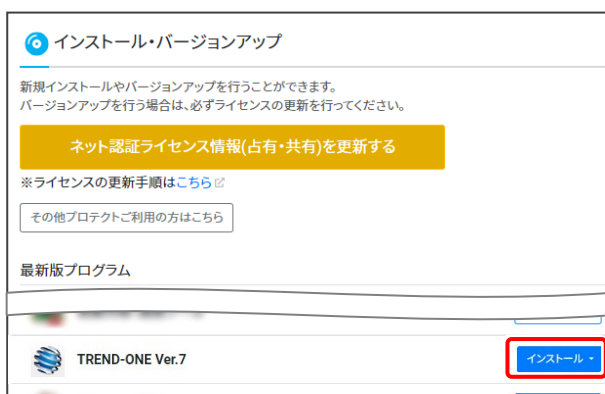 インストール・バージョンアップ
新規インストールやバージョンアップを行うことができます。
バージョンアップを行う場合は、必ずライセンスの更新を行ってください。
ネット認証ライセンス情報(占有・共有)を更新する
※ライセンスの更新手順はこちら
その他プロテクトご利用の方はこちら
最新版プログラム
TREND-ONE Ver.7
インストール